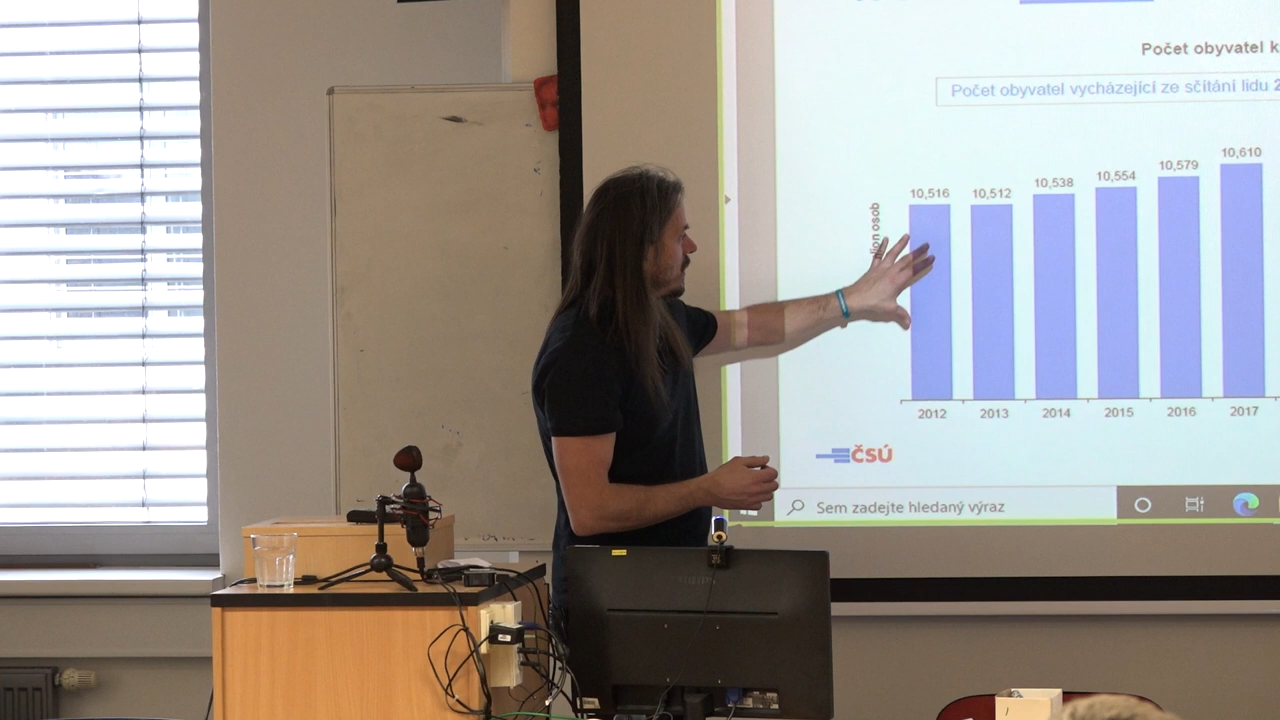 Počet obyvatel k
Počet obyvatel vycházející ze sčítání lidu 2
10,610
10,579
10,554
10,538
10,516
10,512
osob
2012 2013 2014 2015 2016 2017
ČSÚ
Sem zadejte hledaný výraz